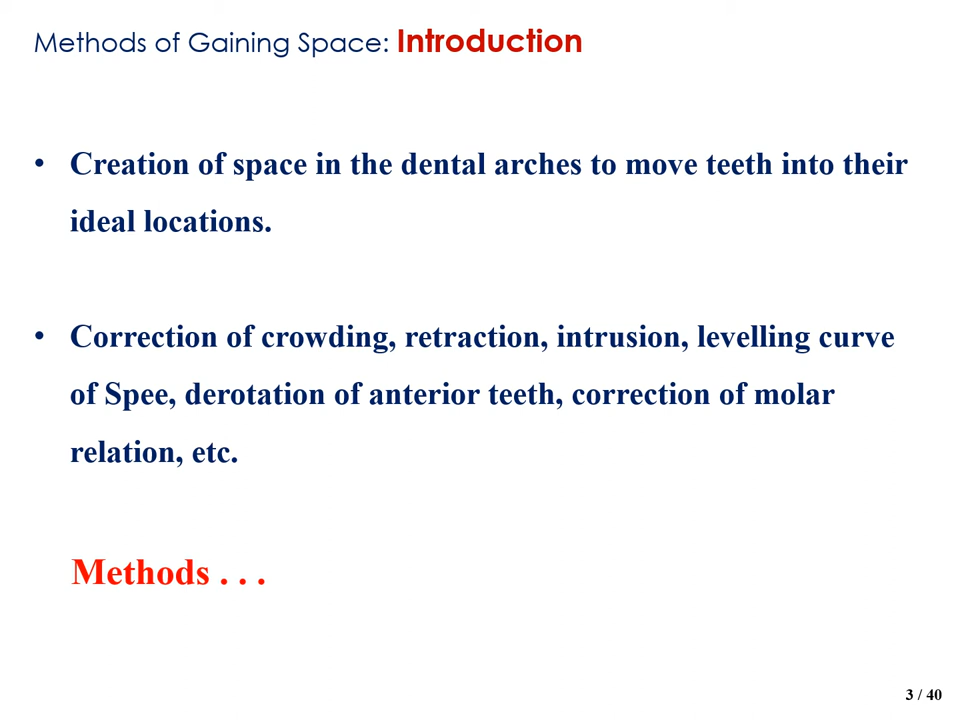 Methods of Gaining Space: Introduction
• Creation of space in the dental arches to move teeth into their
ideal locations.
• Correction of crowding, retraction, intrusion, levelling curve
of Spee, derotation of anterior teeth, correction of molar
relation, etc.
Methods . . .
3 / 40